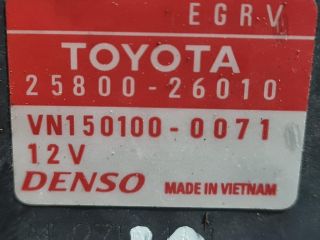 EGRV
TOYOTA
25800-26010
VN150100-0071
12V
DENSO MADE IN VIETNAM